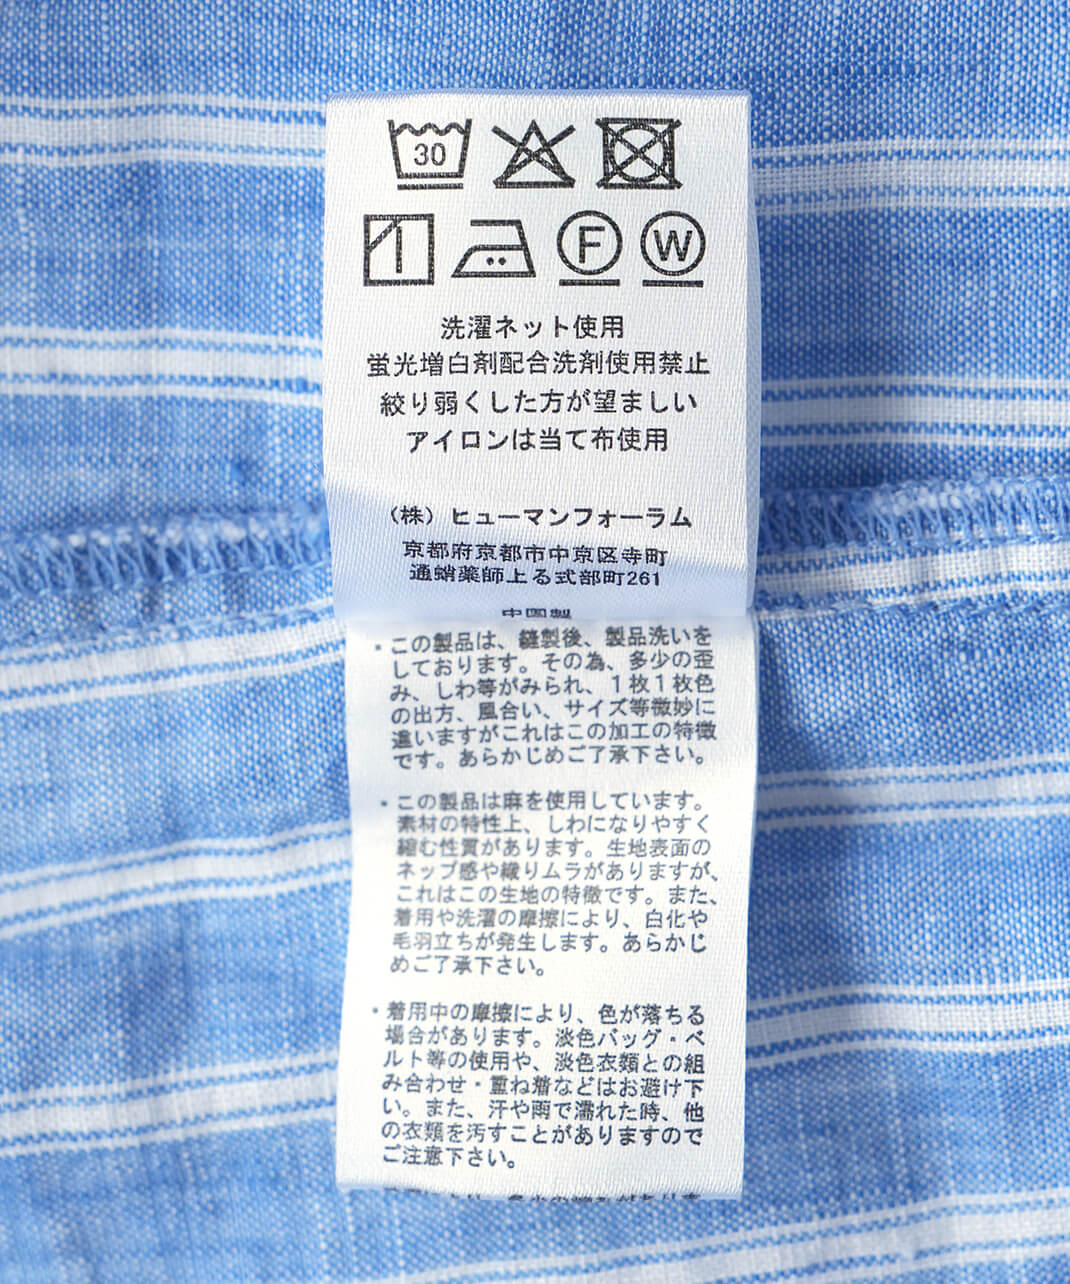 30
F W
洗濯ネット使用
蛍光増白剤配合洗剤使用禁止
絞り弱くした方が望ましい
アイロンは当て布使用
（株）ヒューマンフォーラム
京都府京都市中京区寺町
通蛸薬師上る式部町261
中国製
・この製品は、縫製後、製品洗いを
しております。その為、多少の歪
み、しわ等がみられ、1枚1枚色
の出方、風合い、サイズ等微妙に
違いますがこれはこの加工の特徴
です。あらかじめご了承下さい。
・この製品は麻を使用しています。
素材の特性上、しわになりやすく
縮む性質があります。生地表面の
ネップ感や織りムラがありますが、
これはこの生地の特徴です。また、
着用や洗濯の摩擦により、白化や
毛羽立ちが発生します。あらかじ
めご了承下さい。
・着用中の摩擦により、色が落ちる
場合があります。淡色バッグ・ベ
ルト等の使用や、淡色衣類との組
み合わせ・重ね着などはお避け下
い。また、汗や雨で濡れた時、他
の衣類を汚すことがありますので
ご注意下さい。